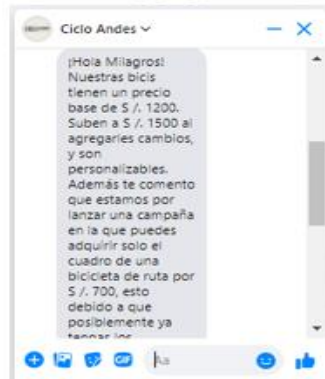 Ciclo Andes
¡Hola Milagros!
Nuestras bicis
tienen un precio
base de S /. 1200.
Suben a S /. 1500 al
agregarles cambios,
y son
personalizables.
Además te comento
que estamos por
lanzar una campaña
en la que puedes
adquirir solo el
cuadro de una
bicicleta de ruta por
S /. 700, esto
debido a que
posiblemente ya
GIF
Aa